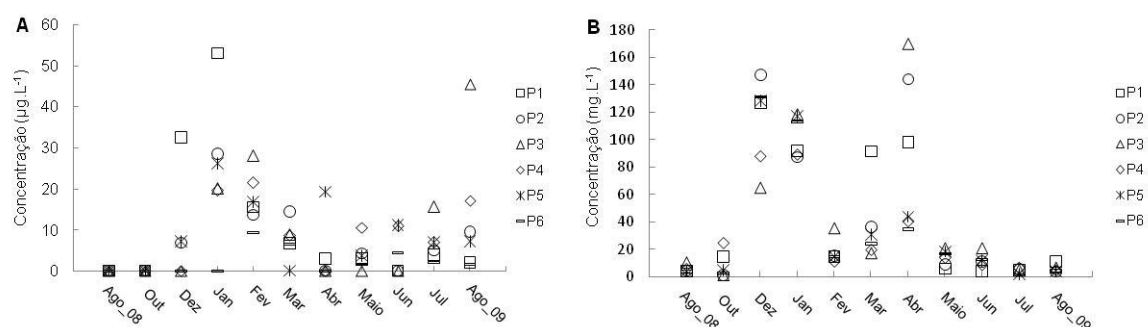 A
Concentração (µg.L-1)
60
50
40
30
20
10
0
Ago_08
Out
Dez
Jan
Fev
Mar
Abr
Maio
Jun
Jul
Ago_09
P1
P2
P3
P4
P5
P6
B
Concentração (mg.L-1)
180
160
140
120
100
80
60
40
20
0
Ago_08
Out
Dez
Jan
Fev
Mar
Abr
Maio
Jun
Jul
Ago_09
P1
P2
P3
P4
P5
P6